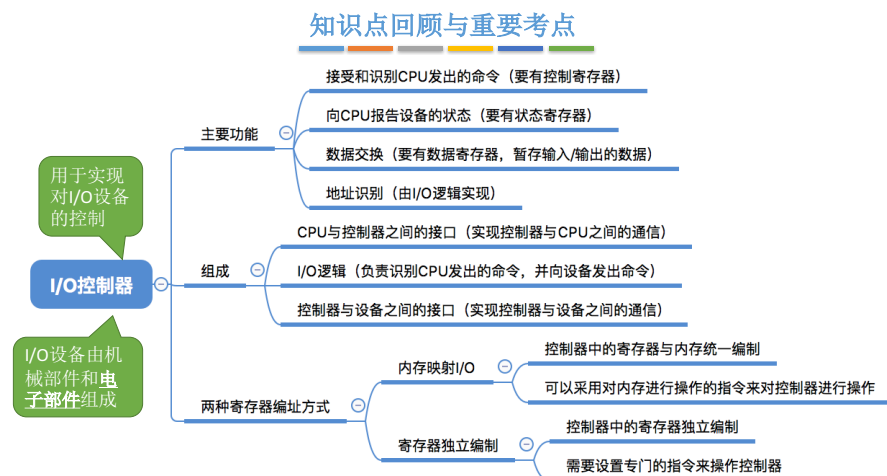 知识点回顾与重要考点
接受和识别CPU发出的命令（要有控制寄存器）
向CPU报告设备的状态（要有状态寄存器）
主要功能
数据交换（要有数据寄存器，暂存输入/输出的数据）
地址识别（由I/O逻辑实现）
用于实现
对I/O设备
的控制
CPU与控制器之间的接口（实现控制器与CPU之间的通信）
组成
I/O逻辑（负责识别CPU发出的命令，并向设备发出命令）
I/O控制器
控制器与设备之间的接口（实现控制器与设备之间的通信）
I/O设备由机
械部件和电
子部件组成
控制器中的寄存器与内存统一编制
内存映射I/O
可以采用对内存进行操作的指令来对控制器进行操作
两种寄存器编址方式
控制器中的寄存器独立编制
寄存器独立编制
需要设置专门的指令来操作控制器